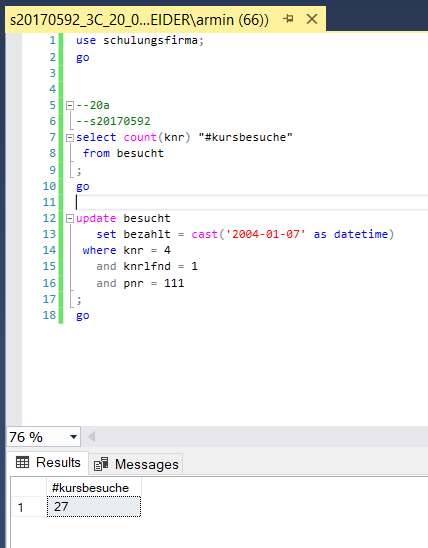 s20170592_3C_20_0...EIDER\armin (66))
1 use schulungsfirma;
2 go
3
4
5 --20a
6 --s20170592
7 select count(knr) "#kursbesuche"
8 from besucht
9 ;
10 go
11
12 update besucht
13 set bezahlt = cast('2004-01-07' as datetime)
14 where knr = 4
15 and knrlfnd = 1
16 and pnr = 111
17 ;
18 go
76 %
Results Messages
#kursbesuche
1 27